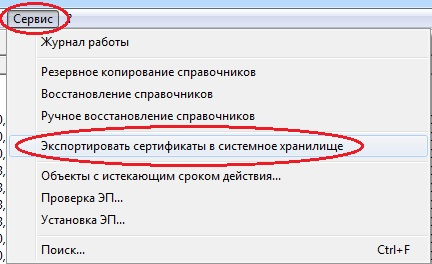 Сервис ?
Журнал работы
Резервное копирование справочников
Восстановление справочников
Ручное восстановление справочников
Экспортировать сертификаты в системное хранилище
Объекты с истекающим сроком действия...
Проверка ЭП...
Установка ЭП...
Поиск... Ctrl+F